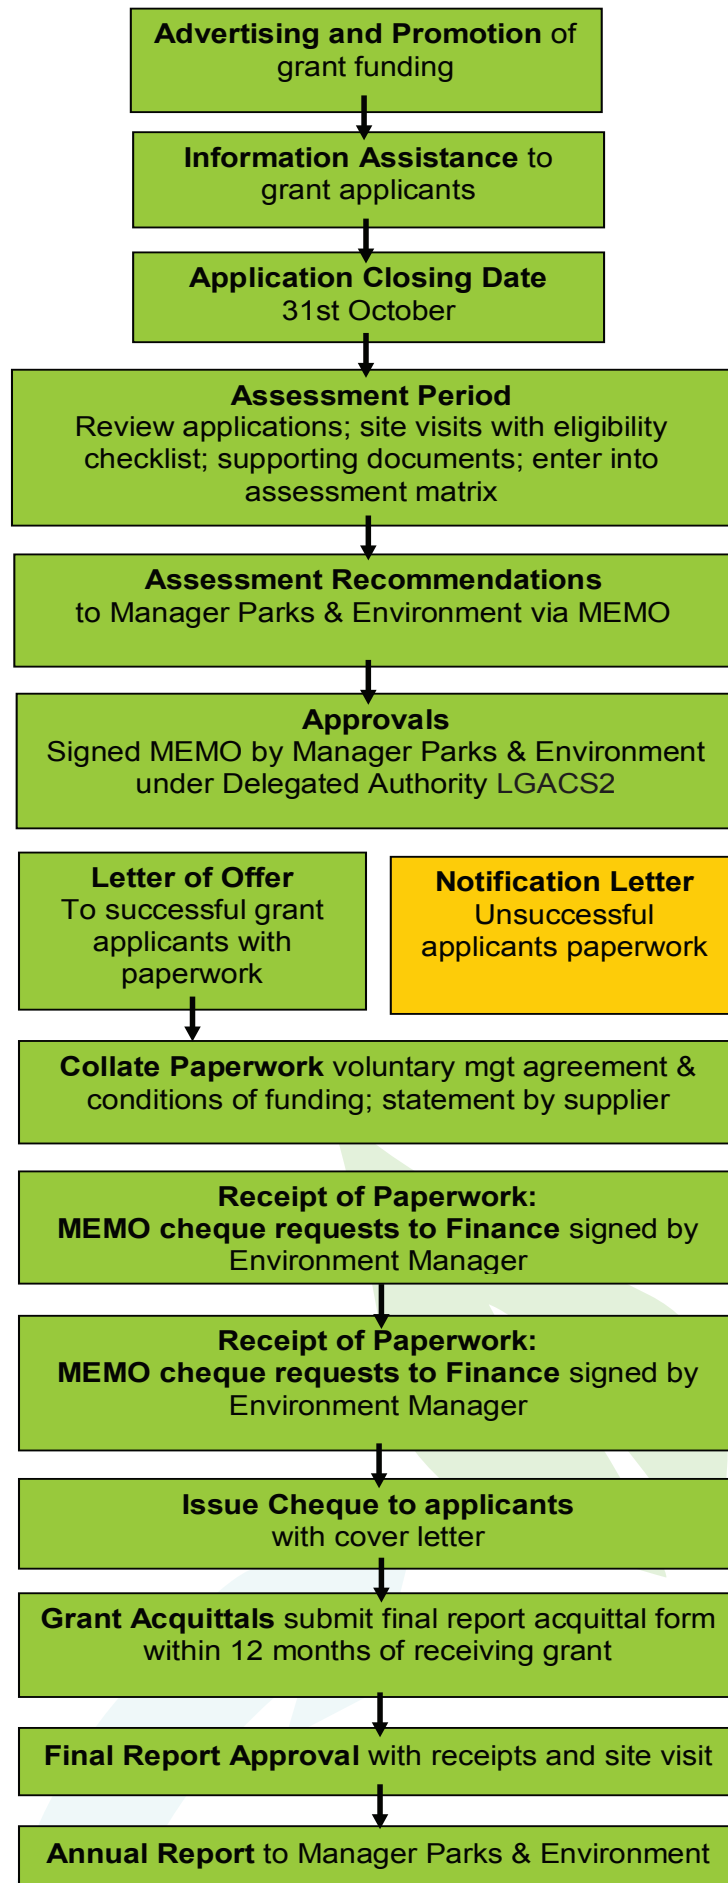 Advertising and Promotion of
grant funding
Information Assistance to
grant applicants
Application Closing Date
31st October
Assessment Period
Review applications; site visits with eligibility
checklist; supporting documents; enter into
assessment matrix
Assessment Recommendations
to Manager Parks & Environment via MEMO
Approvals
Signed MEMO by Manager Parks & Environment
under Delegated Authority LGACS2
Letter of Offer
To successful grant
applicants with
paperwork
Notification Letter
Unsuccessful
applicants paperwork
Collate Paperwork voluntary mgt agreement &
conditions of funding; statement by supplier
Receipt of Paperwork:
MEMO cheque requests to Finance signed by
Environment Manager
Receipt of Paperwork:
MEMO cheque requests to Finance signed by
Environment Manager
Issue Cheque to applicants
with cover letter
Grant Acquittals submit final report acquittal form
within 12 months of receiving grant
Final Report Approval with receipts and site visit
Annual Report to Manager Parks & Environment